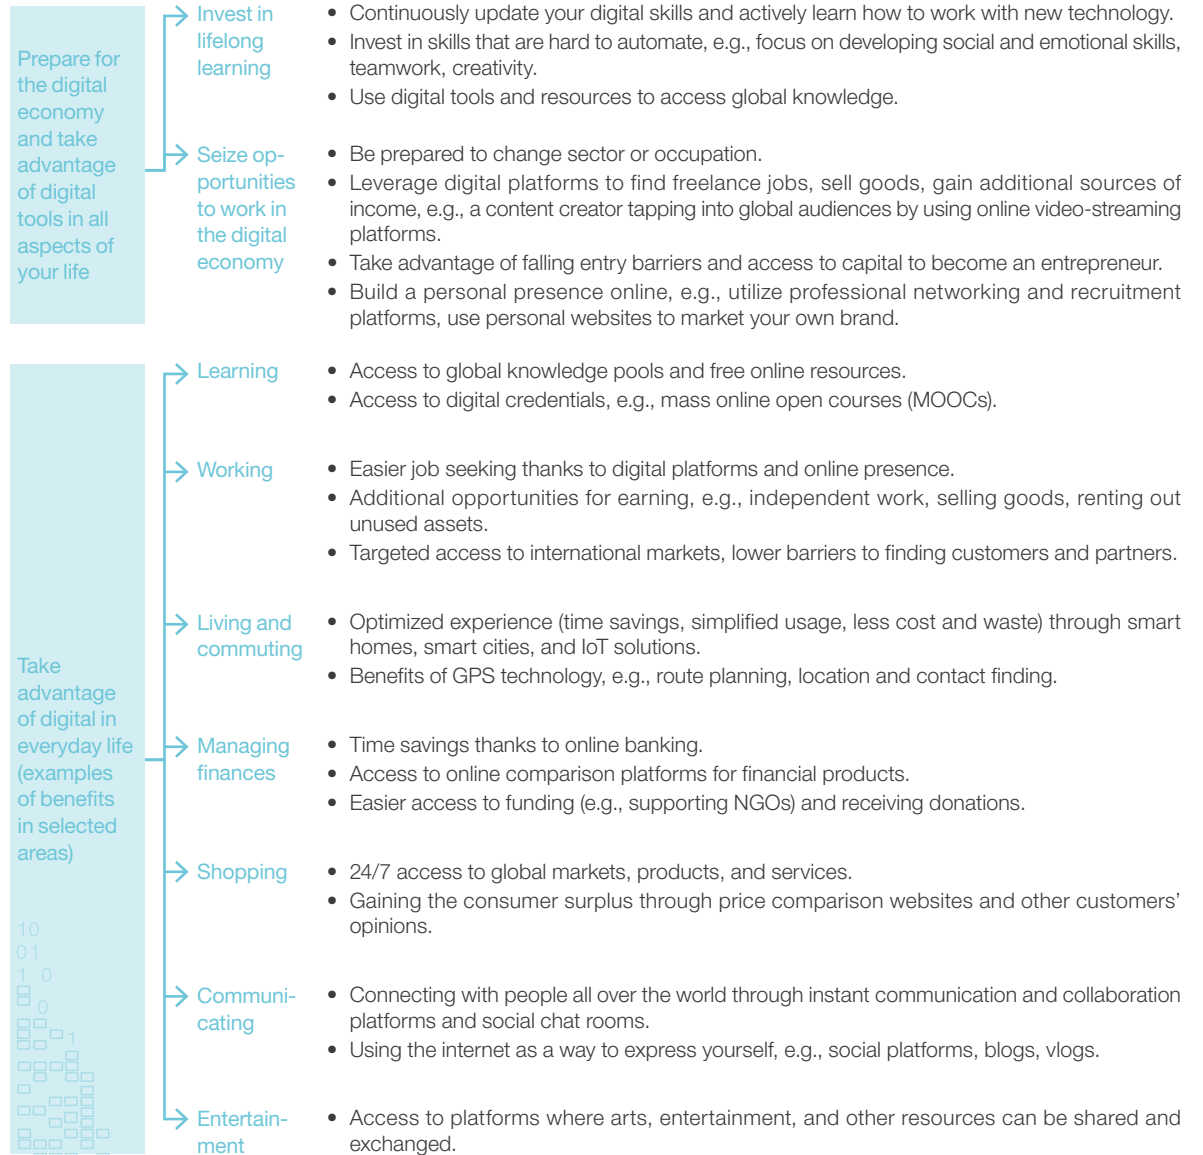 Prepare for
the digital
economy
and take
advantage
of digital
tools in all
aspects of
your life
Invest in
lifelong
learning
• Continuously update your digital skills and actively learn how to work with new technology.
• Invest in skills that are hard to automate, e.g., focus on developing social and emotional skills,
teamwork, creativity.
• Use digital tools and resources to access global knowledge.
Seize op-
portunities
to work in
the digital
economy
• Be prepared to change sector or occupation.
• Leverage digital platforms to find freelance jobs, sell goods, gain additional sources of
income, e.g., a content creator tapping into global audiences by using online video-streaming
platforms.
• Take advantage of falling entry barriers and access to capital to become an entrepreneur.
• Build a personal presence online, e.g., utilize professional networking and recruitment
platforms, use personal websites to market your own brand.
Take
advantage
of digital in
everyday life
(examples
of benefits
in selected
areas)
Learning
• Access to global knowledge pools and free online resources.
• Access to digital credentials, e.g., mass online open courses (MOOCs).
Working
• Easier job seeking thanks to digital platforms and online presence.
• Additional opportunities for earning, e.g., independent work, selling goods, renting out
unused assets.
• Targeted access to international markets, lower barriers to finding customers and partners.
Living and
commuting
• Optimized experience (time savings, simplified usage, less cost and waste) through smart
homes, smart cities, and IoT solutions.
• Benefits of GPS technology, e.g., route planning, location and contact finding.
Managing
finances
• Time savings thanks to online banking.
• Access to online comparison platforms for financial products.
• Easier access to funding (e.g., supporting NGOs) and receiving donations.
Shopping
• 24/7 access to global markets, products, and services.
• Gaining the consumer surplus through price comparison websites and other customers'
opinions.
Communi-
cating
• Connecting with people all over the world through instant communication and collaboration
platforms and social chat rooms.
• Using the internet as a way to express yourself, e.g., social platforms, blogs, vlogs.
Entertain-
ment
• Access to platforms where arts, entertainment, and other resources can be shared and
exchanged.
10
01
1 0
0
1